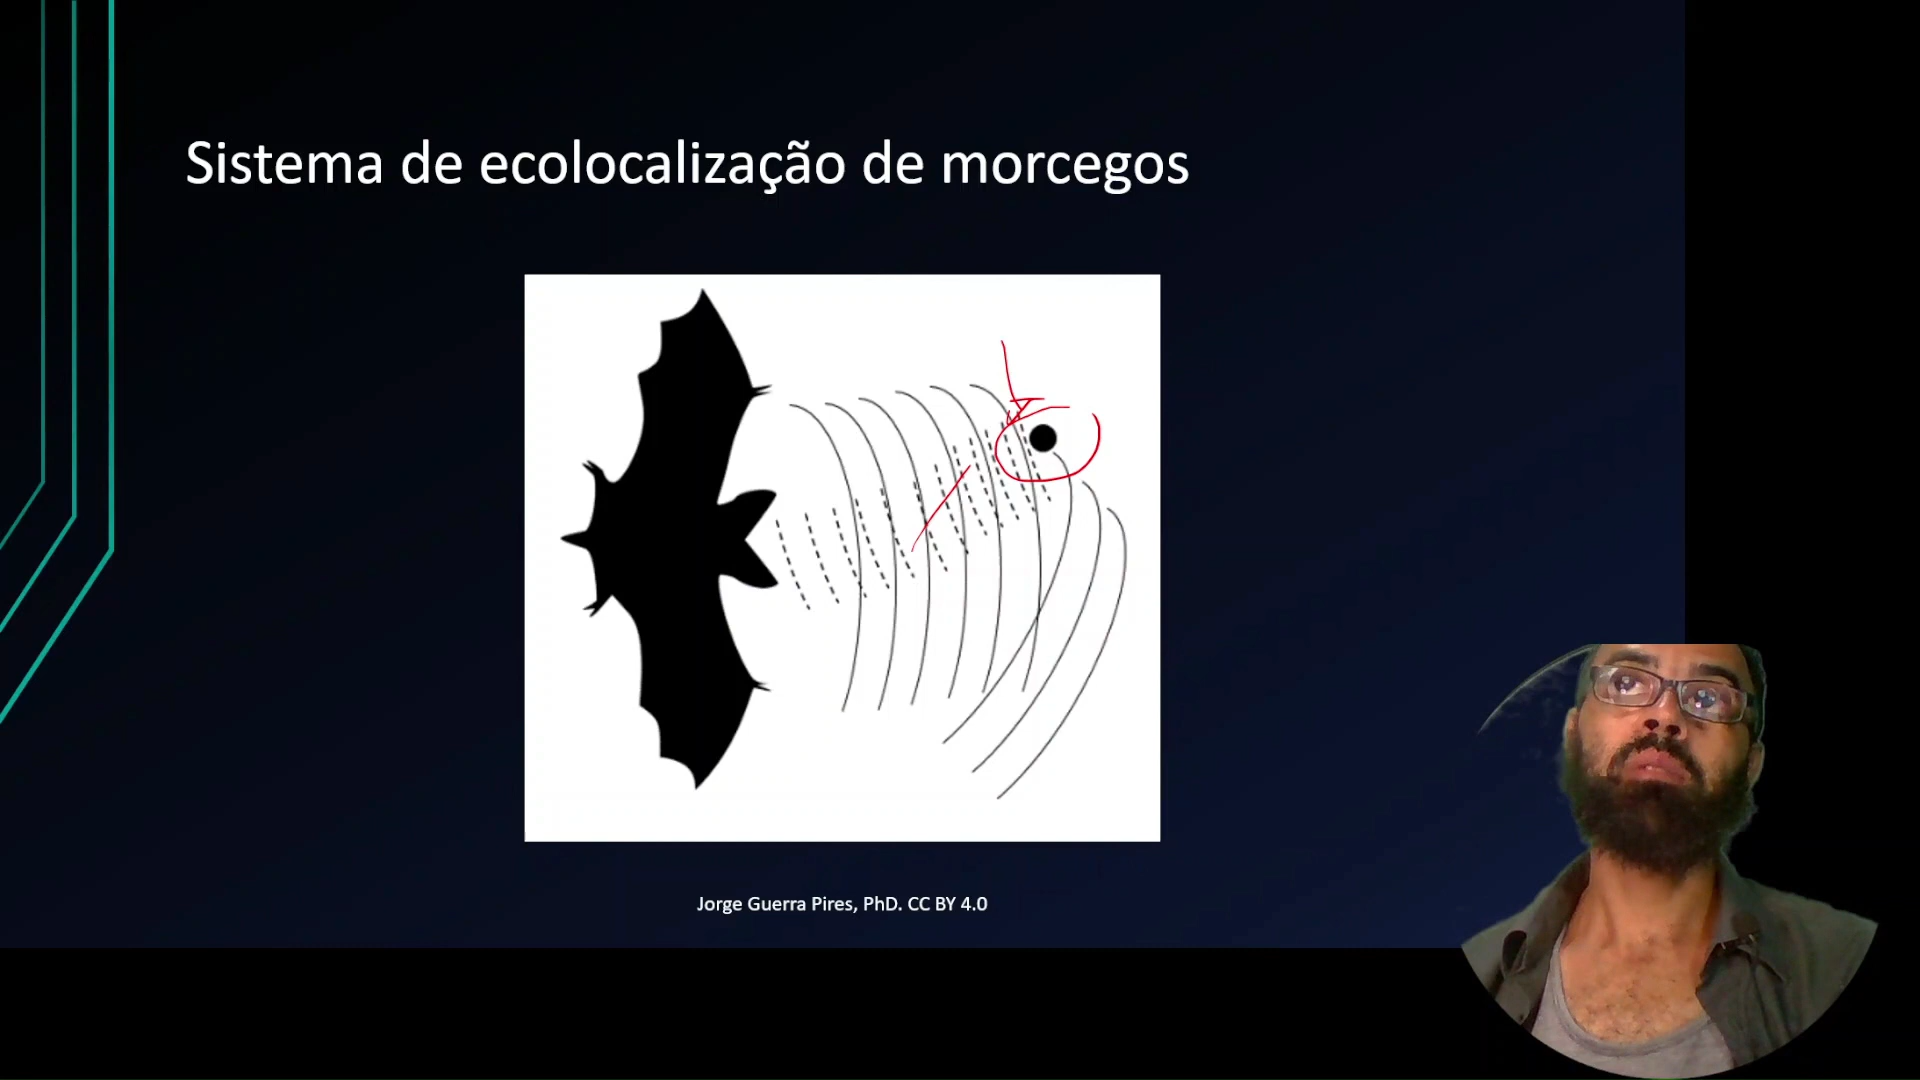 Sistema de ecolocalização de morcegos
Jorge Guerra Pires, PhD. CC BY 4.0